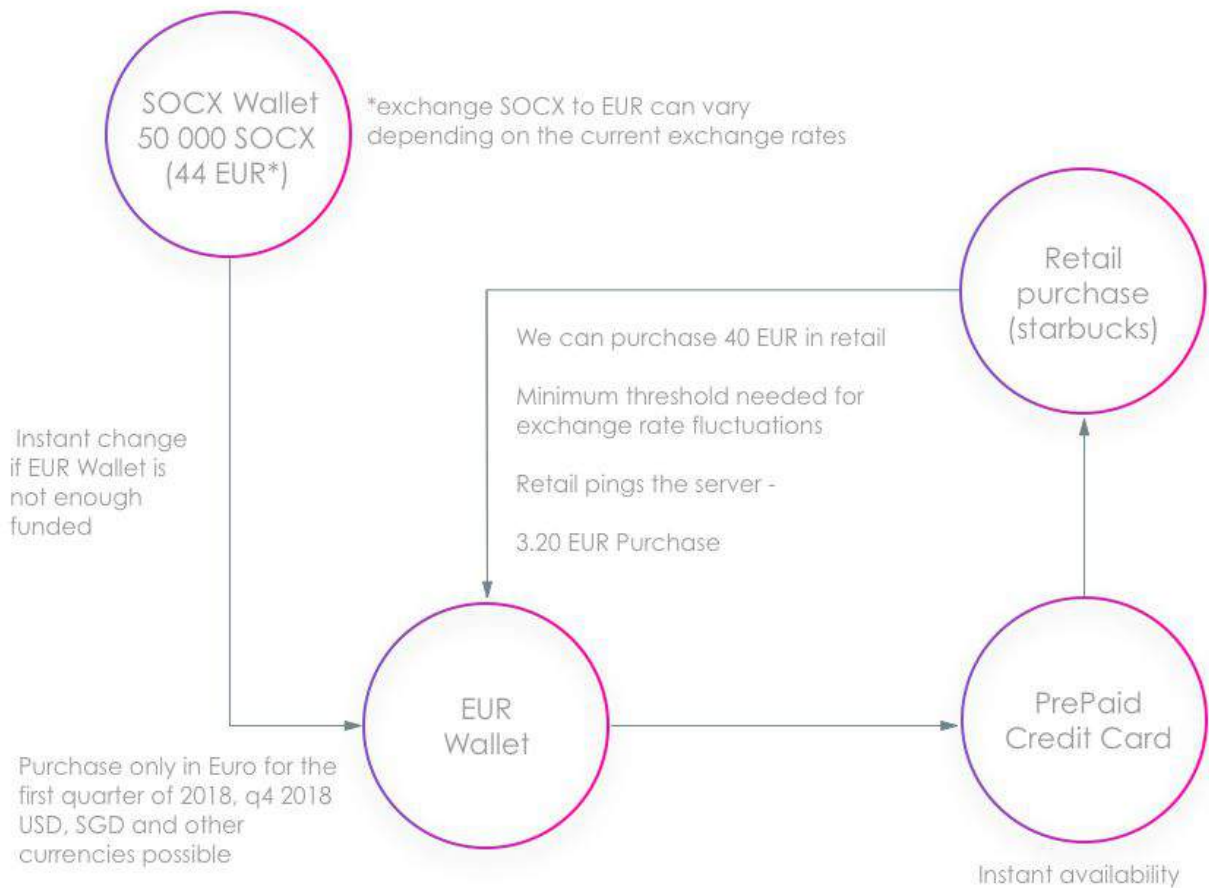 SOCX Wallet
50 000 SOCX
(44 EUR*)
*exchange SOCX to EUR can vary
depending on the current exchange rates
Retail
purchase
(starbucks)
We can purchase 40 EUR in retail
Minimum threshold needed for
exchange rate fluctuations
Retail pings the server -
3.20 EUR Purchase
Instant change
if EUR Wallet is
not enough
funded
EUR
Wallet
PrePaid
Credit Card
Purchase only in Euro for the
first quarter of 2018, q4 2018
USD, SGD and other
currencies possible
Instant availability